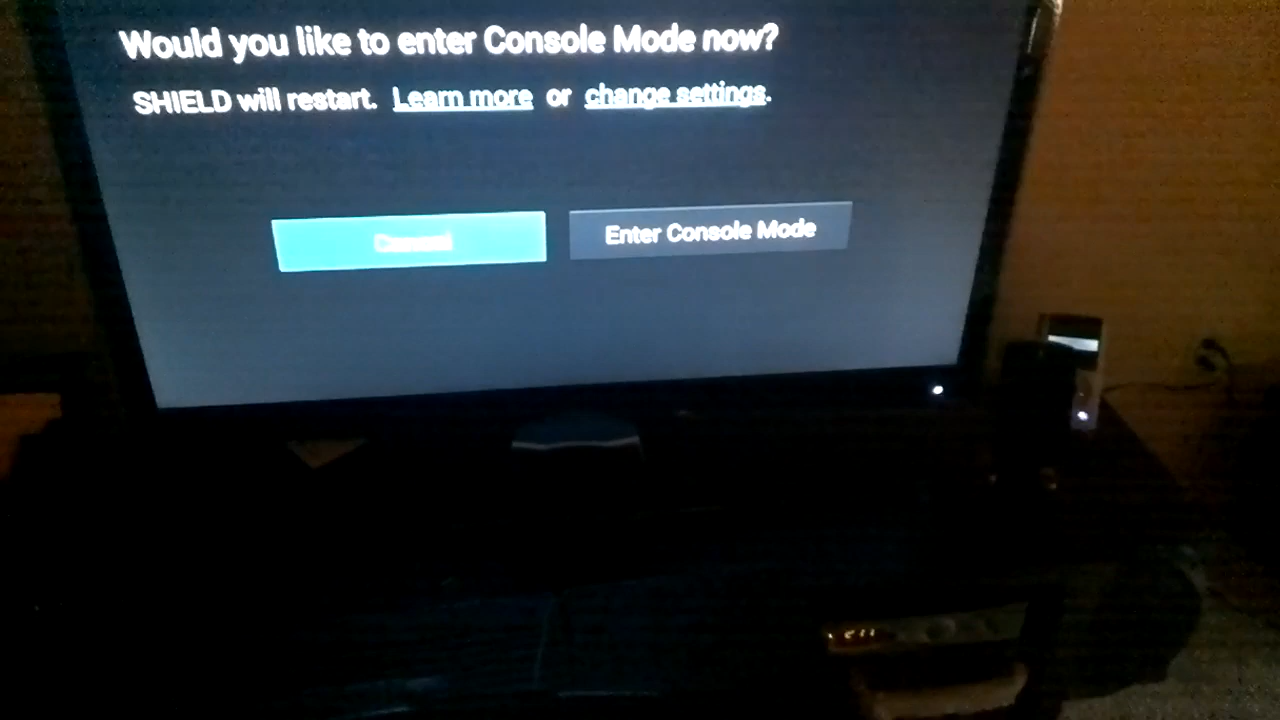 Would you like to enter Console Mode now?
SHIELD will restart. Learn more or change settings.
Cancel
Enter Console Mode